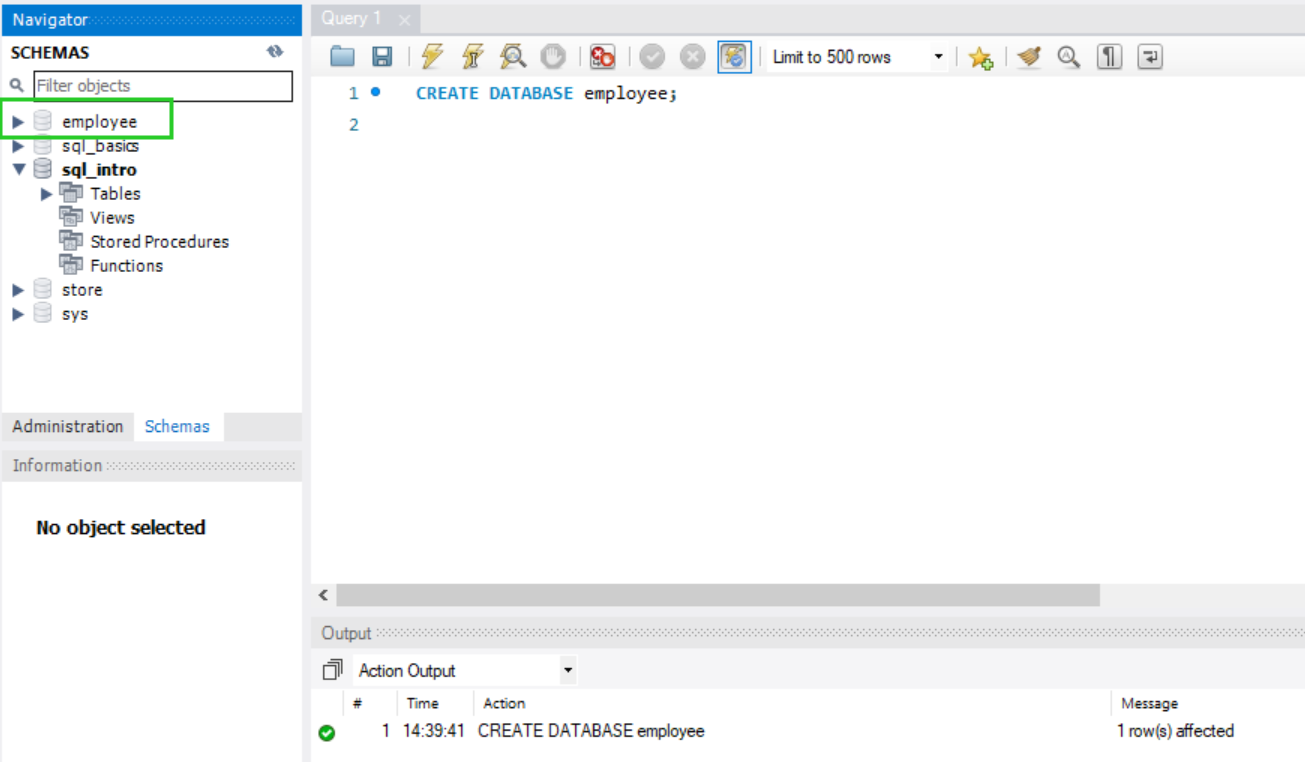 Navigator
SCHEMAS
Filter objects
employee
sql_basics
sql_intro
Tables
Views
Stored Procedures
Functions
store
sys
Administration Schemas
Information
No object selected
Query 1
Limit to 500 rows
1 CREATE DATABASE employee;
2
Output
Action Output
# Time Action Message
1 14:39:41 CREATE DATABASE employee 1 row(s) affected